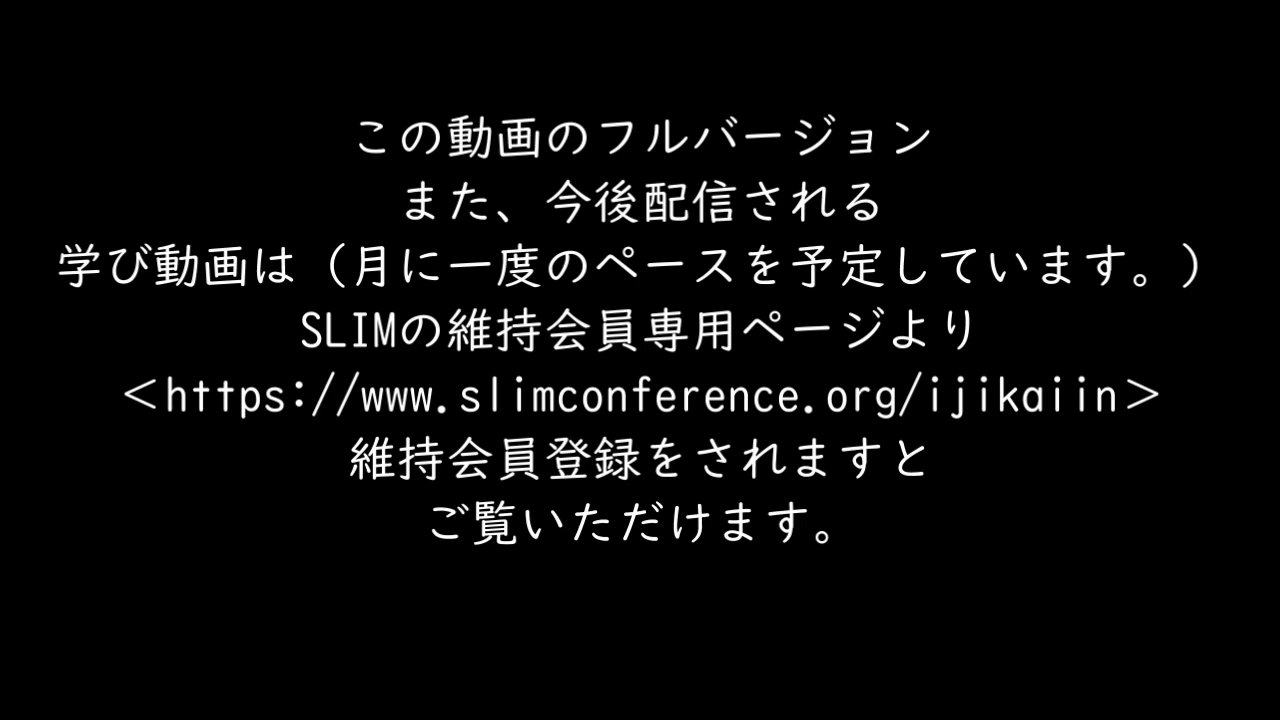 この動画のフルバージョン
また、今後配信される
学び動画は（月に一度のペースを予定しています。）
SLIMの維持会員専用ページより
＜https://www.slimconference.org/ijikaiin＞
維持会員登録をされますと
ご覧いただけます。